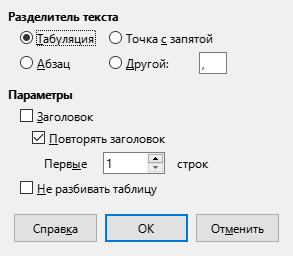 Разделитель текста
Табуляция Точка с запятой
Абзац Другой: ,
Параметры
Заголовок
Повторять заголовок
Первые 1 строк
Не разбивать таблицу
Справка ОК Отменить